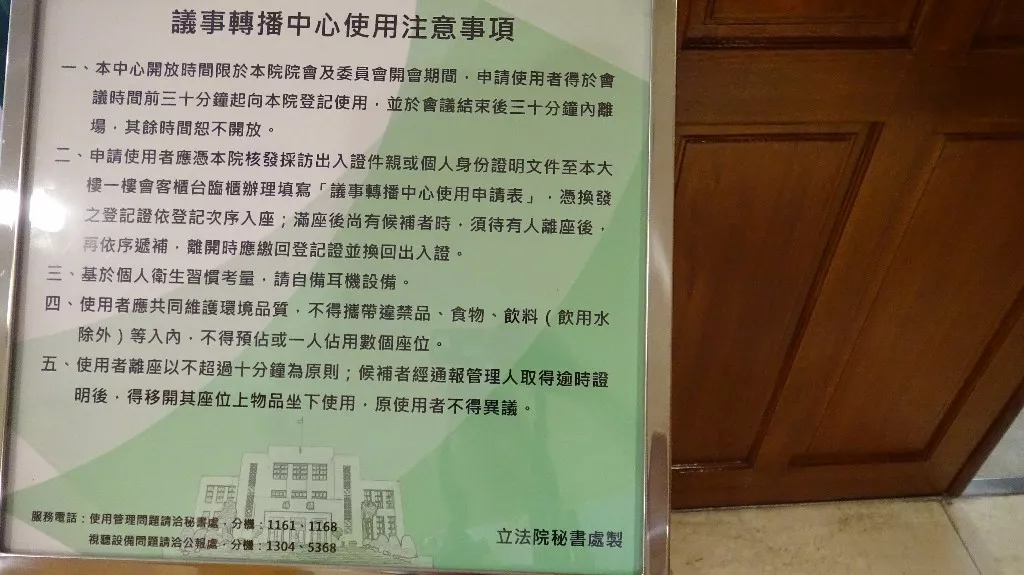 議事轉播中心使用注意事項
一、本中心開放時間限於本院院會及委員會開會期間，申請使用者得於會
議時間前三十分鐘起向本院登記使用，並於會議結束後三十分鐘內離
場，其餘時間恕不開放。
二、申請使用者應憑本院核發採訪出入證件親或個人身份證明文件至本大
樓一樓會客櫃台臨櫃辦理填寫「議事轉播中心使用申請表」，憑換發
之登記證依登記次序入座；滿座後尚有候補者時，須待有人離座後，
再依序遞補，離開時應繳回登記證並換回出入證。
三、基於個人衛生習慣考量，請自備耳機設備。
四、使用者應共同維護環境品質，不得攜帶違禁品、食物、飲料（飲用水
除外）等入內，不得預佔或一人佔用數個座位。
五、使用者離座以不超過十分鐘為原則；候補者經通報管理人取得逾時證
明後，得移開其座位上物品坐下使用，原使用者不得異議。
服務電話：使用管理問題請洽秘書處，分機：1161、1168
視聽設備問題請洽公報處，分機：1304、5368
立法院秘書處製